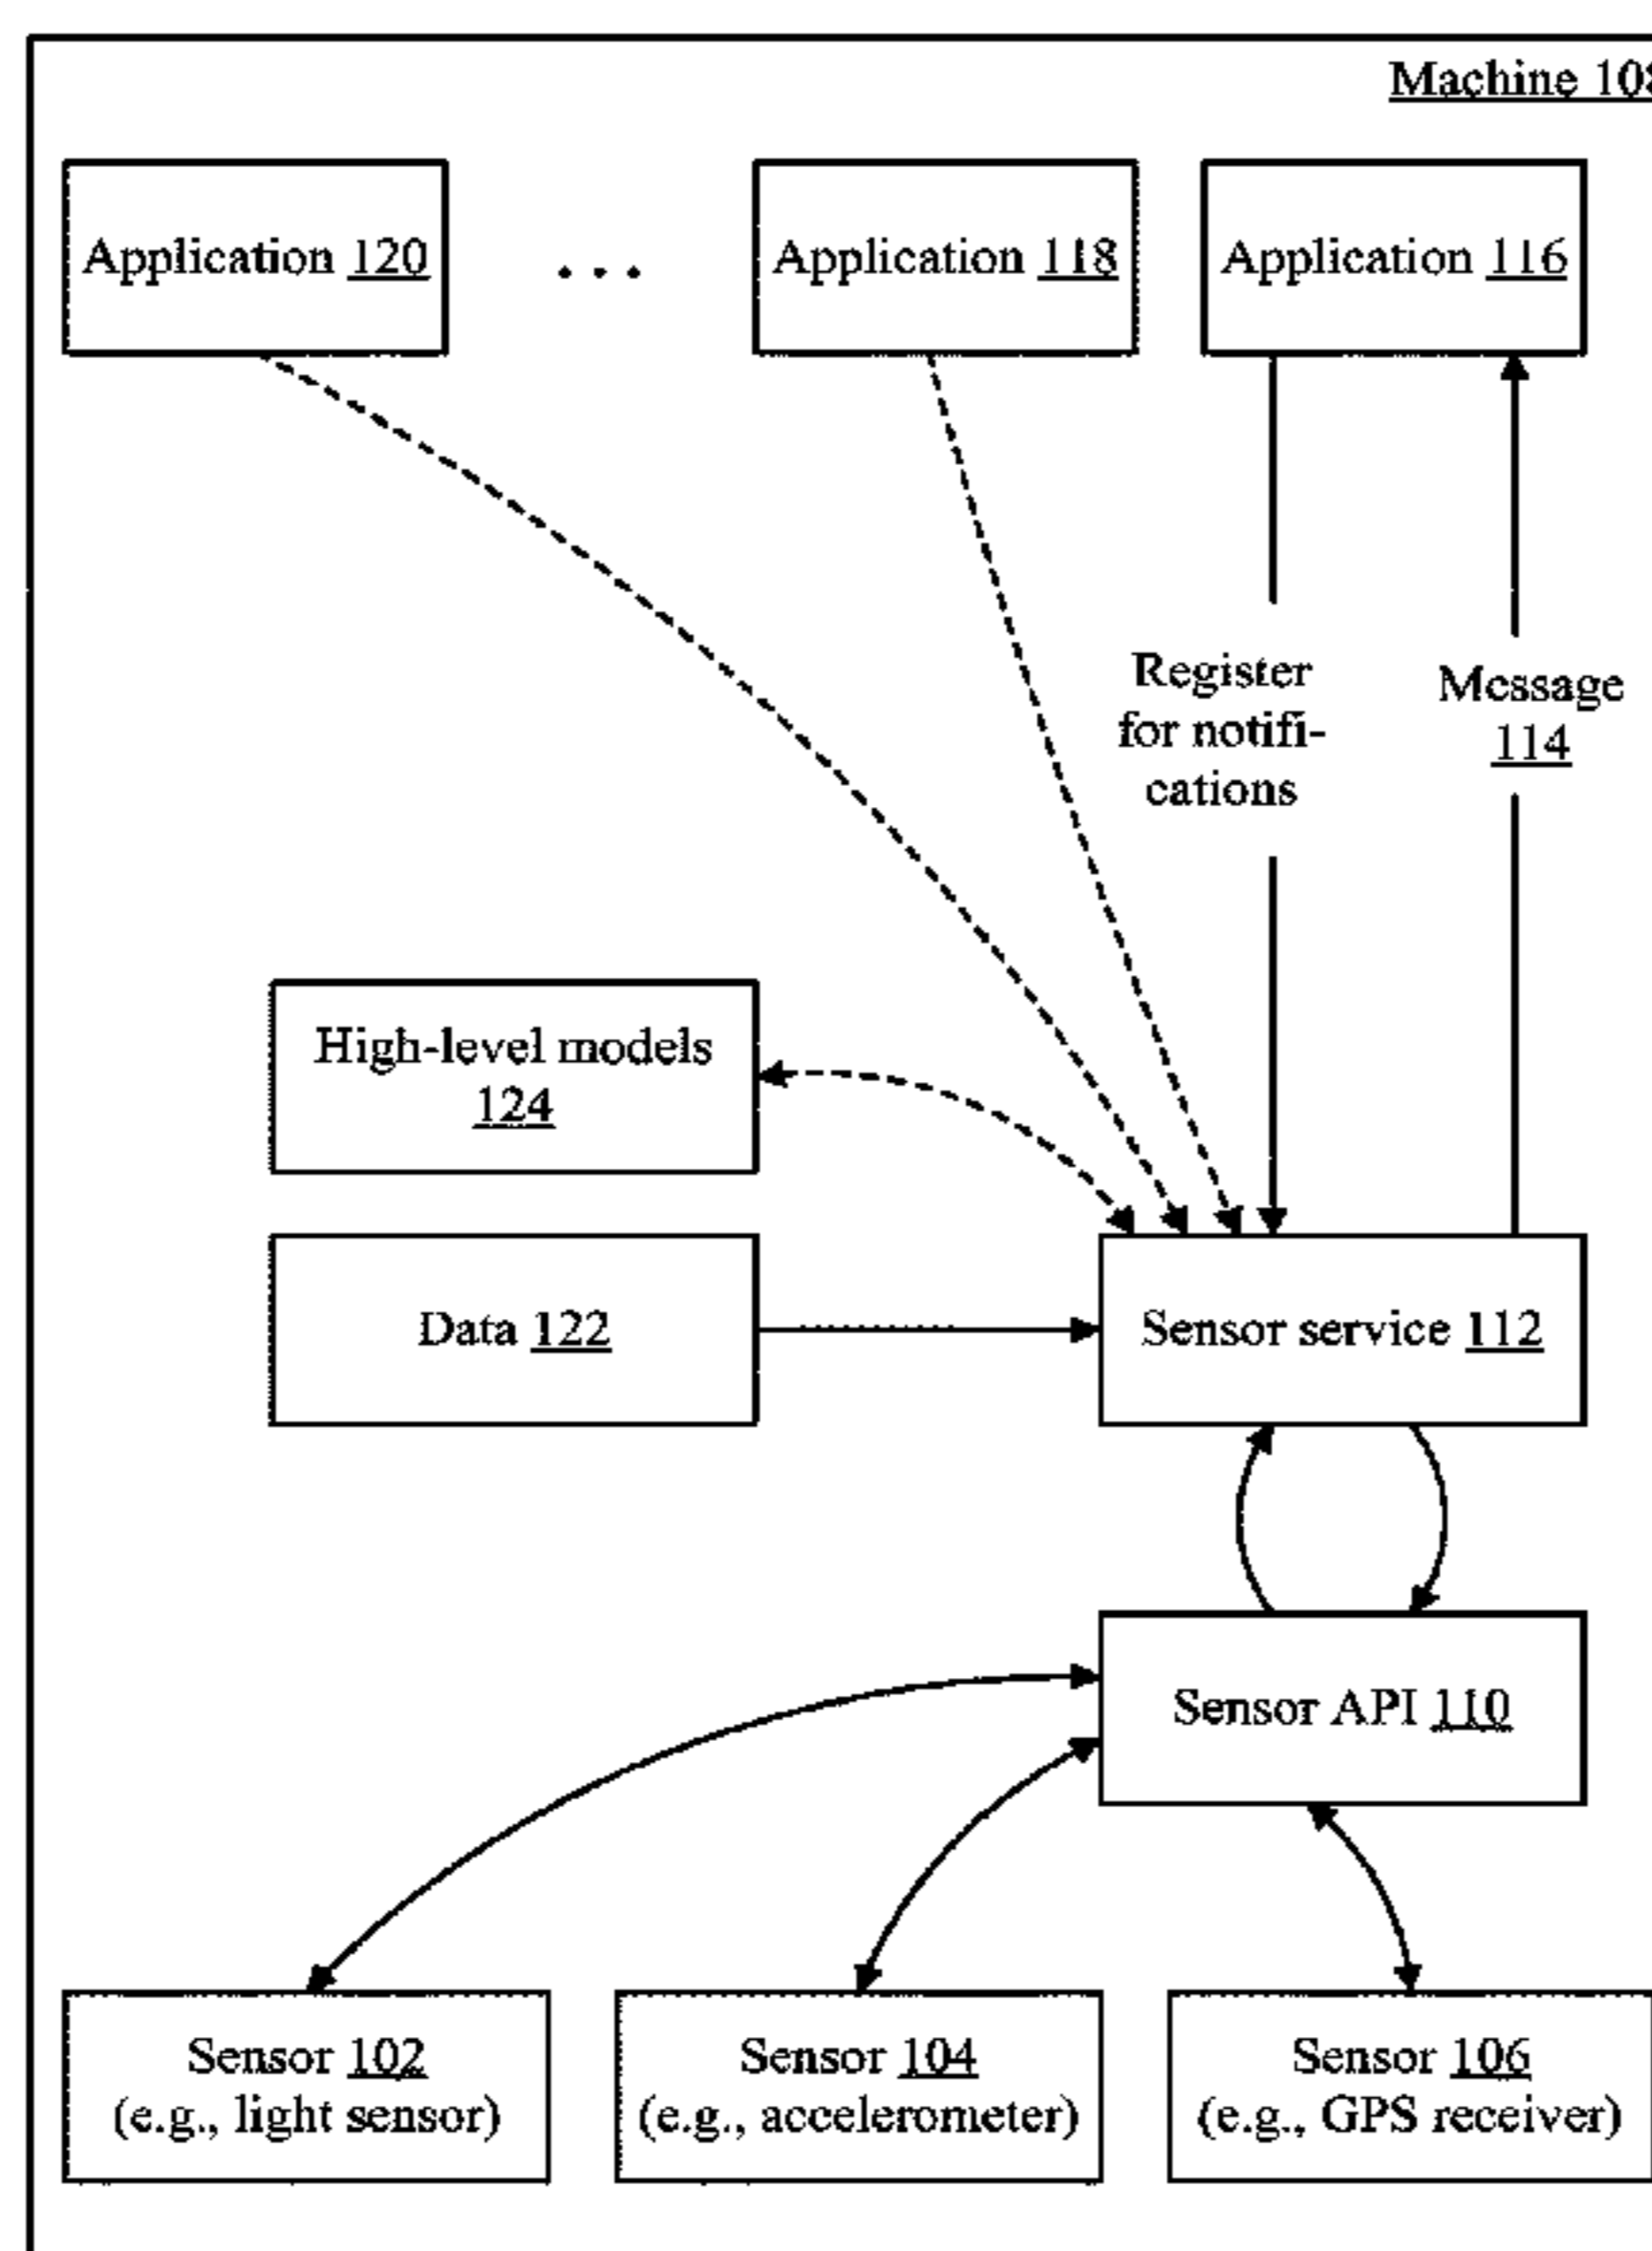 Machine 108
Application 120
...
Application 118
Application 116
Register
for notifi-
cations
Message
114
High-level models
124
Data 122
Sensor service 112
Sensor API 110
Sensor 102
(e.g., light sensor)
Sensor 104
(e.g., accelerometer)
Sensor 106
(e.g., GPS receiver)